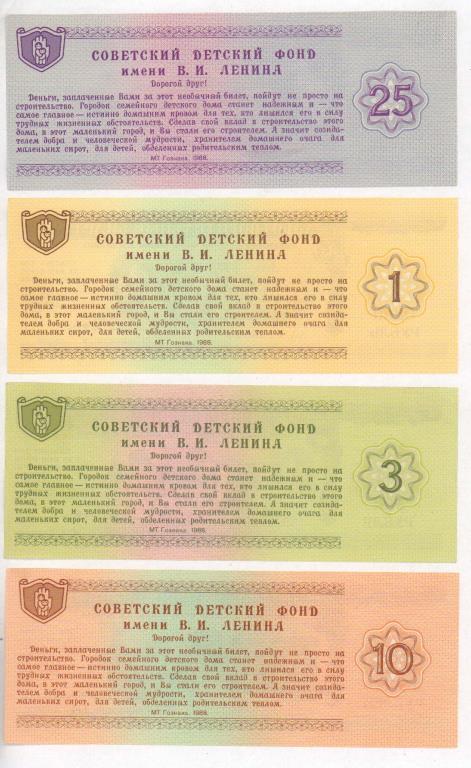 СОВЕТСКИЙ ДЕТСКИЙ ФОНД
имени В. И. ЛЕНИНА
Дорогой друг!
Деньги, заплаченные Вами за этот необычный билет, пойдут не просто на
строительство. Городок семейного детского дома станет надежным и — что
самое главное — истинно домашним кровом для тех, кто лишился его в силу
трудных жизненных обстоятельств. Сделав свой вклад в строительство этого
дома, в этот маленький город, и Вы стали его строителем. А значит созида-
телем добра и человеческой мудрости, хранителем домашнего очага для
маленьких сирот, для детей, обделенных родительским теплом.
МТ Гознака. 1988.
25
СОВЕТСКИЙ ДЕТСКИЙ ФОНД
имени В. И. ЛЕНИНА
Дорогой друг!
Деньги, заплаченные Вами за этот необычный билет, пойдут не просто на
строительство. Городок семейного детского дома станет надежным и — что
самое главное — истинно домашним кровом для тех, кто лишился его в силу
трудных жизненных обстоятельств. Сделав свой вклад в строительство этого
дома, в этот маленький город, и Вы стали его строителем. А значит созида-
телем добра и человеческой мудрости, хранителем домашнего очага для
маленьких сирот, для детей, обделенных родительским теплом.
МТ Гознака. 1988.
1
СОВЕТСКИЙ ДЕТСКИЙ ФОНД
имени В. И. ЛЕНИНА
Дорогой друг!
Деньги, заплаченные Вами за этот необычный билет, пойдут не просто на
строительство. Городок семейного детского дома станет надежным и — что
самое главное — истинно домашним кровом для тех, кто лишился его в силу
трудных жизненных обстоятельств. Сделав свой вклад в строительство этого
дома, в этот маленький город, и Вы стали его строителем. А значит созида-
телем добра и человеческой мудрости, хранителем домашнего очага для
маленьких сирот, для детей, обделенных родительским теплом.
МТ Гознака. 1988.
3
СОВЕТСКИЙ ДЕТСКИЙ ФОНД
имени В. И. ЛЕНИНА
Дорогой друг!
Деньги, заплаченные Вами за этот необычный билет, пойдут не просто на
строительство. Городок семейного детского дома станет надежным и — что
самое главное — истинно домашним кровом для тех, кто лишился его в силу
трудных жизненных обстоятельств. Сделав свой вклад в строительство этого
дома, в этот маленький город, и Вы стали его строителем. А значит созида-
телем добра и человеческой мудрости, хранителем домашнего очага для
маленьких сирот, для детей, обделенных родительским теплом.
МТ Гознака. 1988.
10